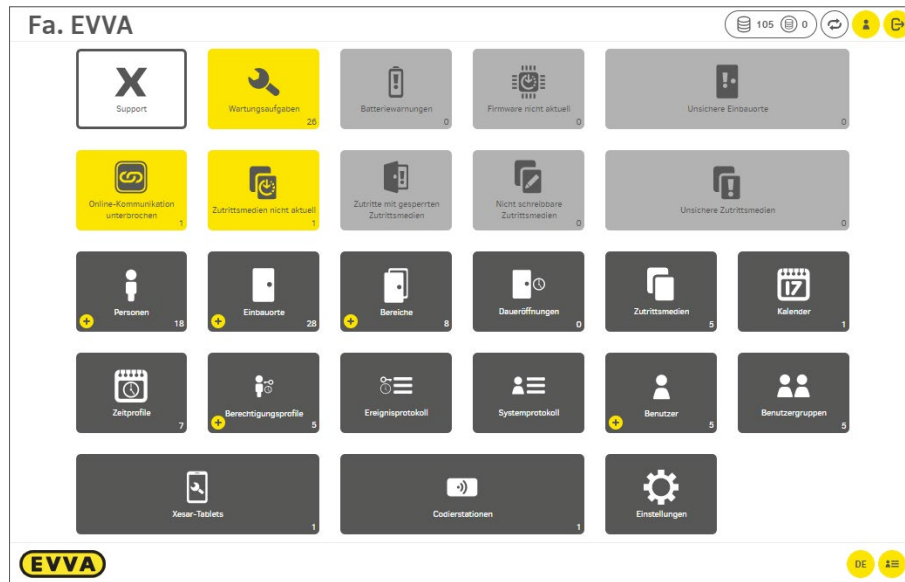 Fa. EVVA
105 0
Support
Wartungsaufgaben
26
Batteriewarnungen
0
Firmware nicht aktuell
0
Unsichere Einbauorte
0
Online-Kommunikation
unterbrochen
1
Zutrittsmedien nicht aktuell
1
Zutritte mit gesperrten
Zutrittsmedien
Nicht schreibbare
Zutrittsmedien
0
Unsichere Zutrittsmedien
0
Personen
18
Einbauorte
28
Bereiche
8
Daueröffnungen
0
Zutrittsmedien
5
17
Kalender
1
Zeitprofile
7
Berechtigungsprofile
5
Ereignisprotokoll
Systemprotokoll
Benutzer
5
Benutzergruppen
5
Xesar-Tablets
1
Codierstationen
1
Einstellungen
EVVA
DE